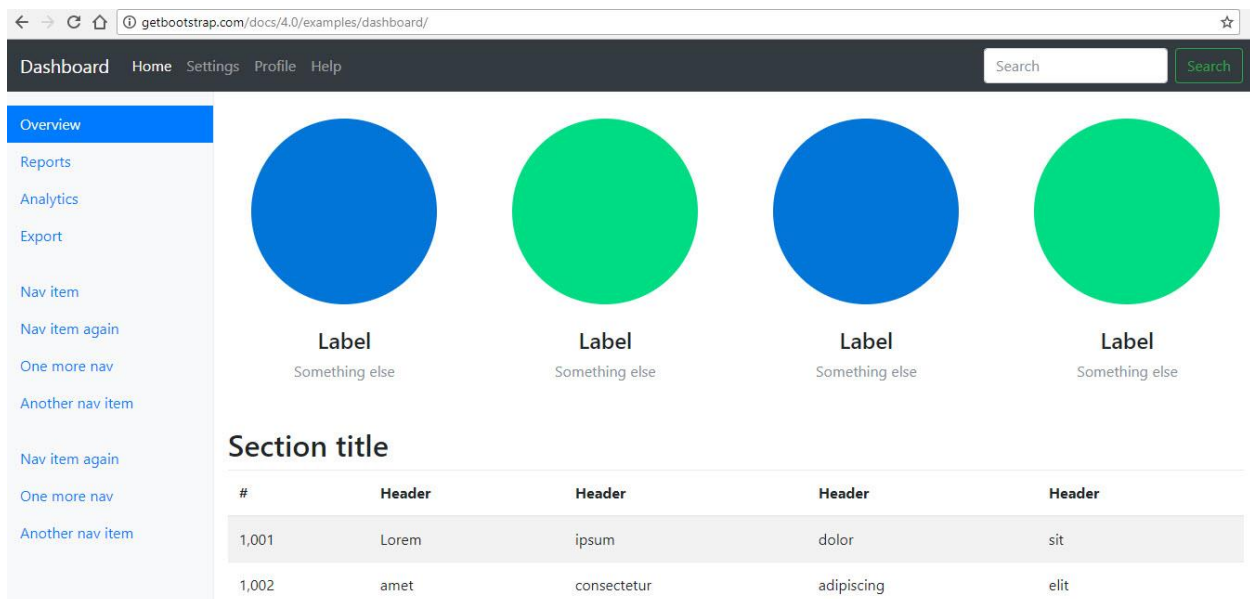 getbootstrap.com/docs/4.0/examples/dashboard/
Dashboard Home Settings Profile Help Search Search
Overview
Reports
Analytics
Export
Nav item
Nav item again
One more nav
Another nav item
Nav item again
One more nav
Another nav item
Label Label Label Label
Something else Something else Something else Something else
Section title
# Header Header Header Header
1,001 Lorem ipsum dolor sit
1,002 amet consectetur adipiscing elit